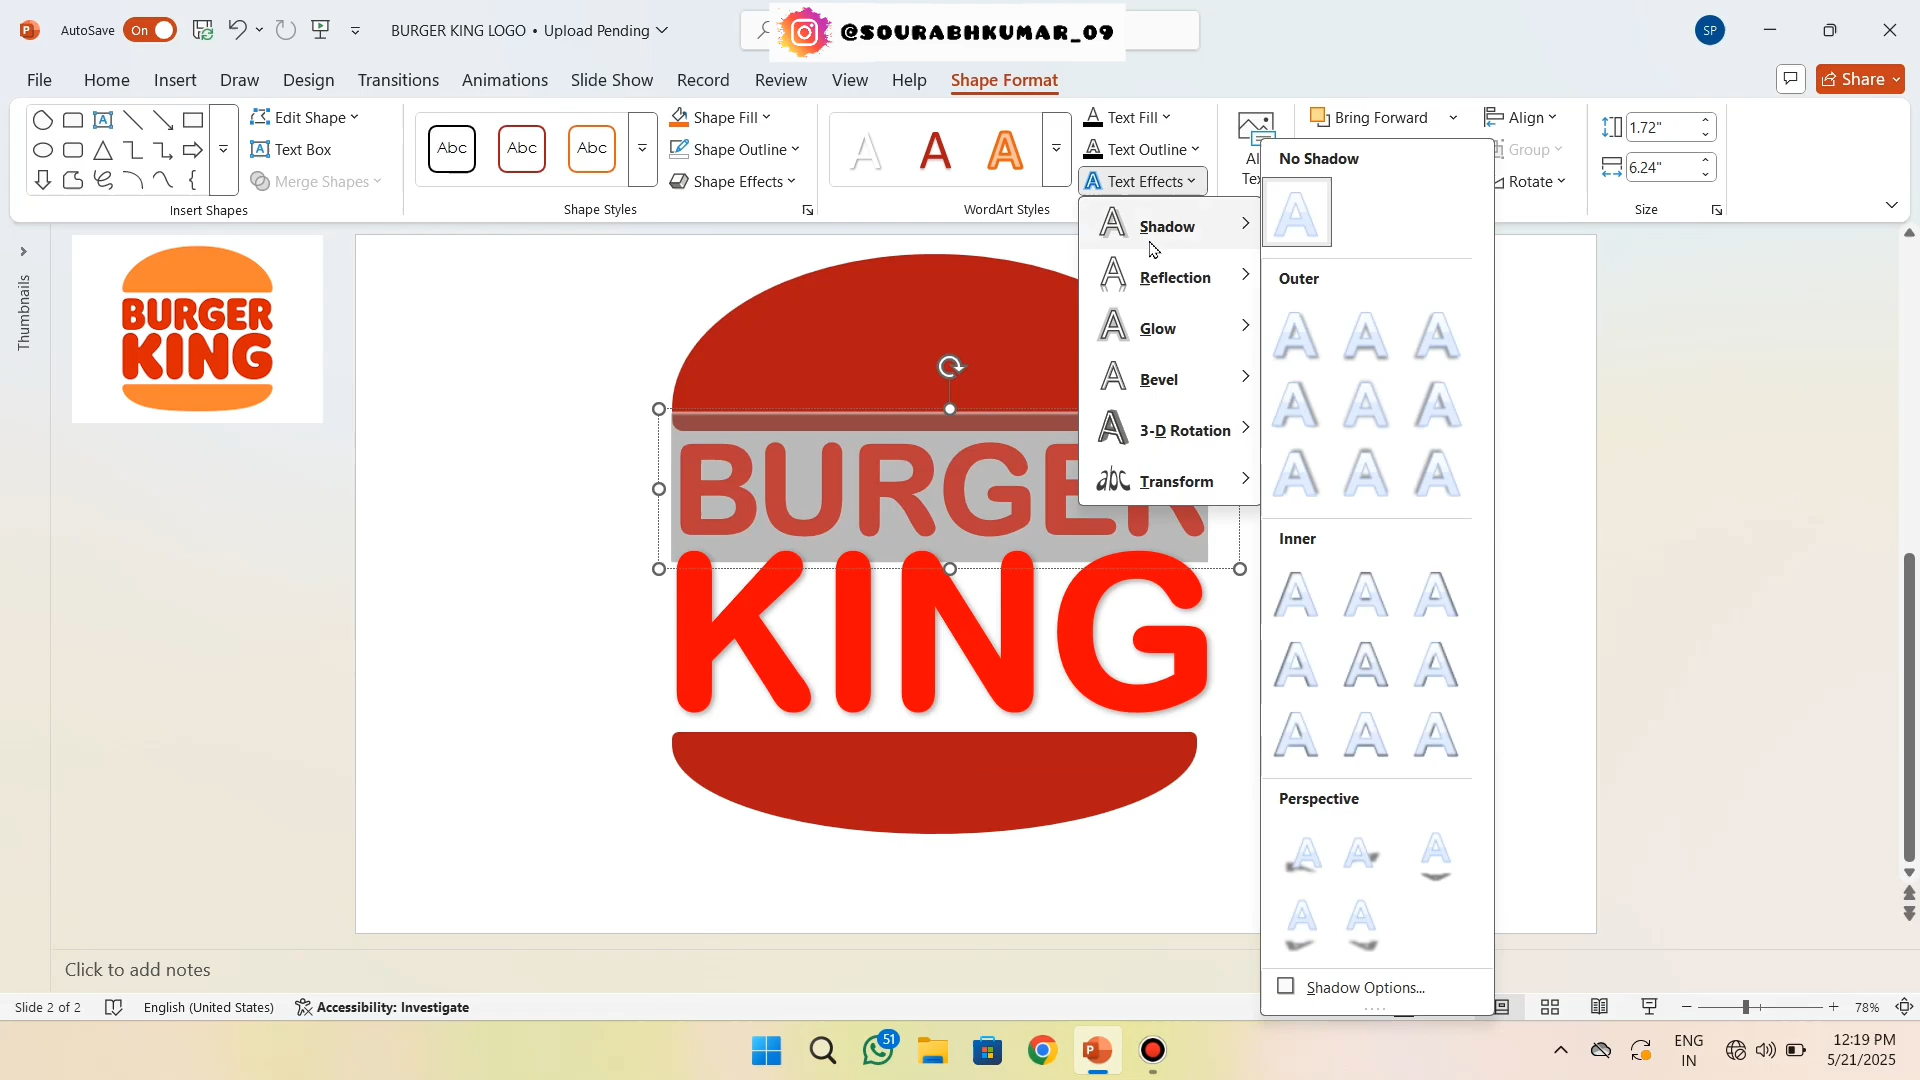 AutoSave On
BURGER KING LOGO • Upload Pending
@SOURABHKUMAR_09
SP
File Home Insert Draw Design Transitions Animations Slide Show Record Review View Help Shape Format
Share
Edit Shape
Text Box
Merge Shapes
Insert Shapes
Abc Abc Abc
Shape Fill
Shape Outline
Shape Effects
Shape Styles
A A A
WordArt Styles
Text Fill
Text Outline
Text Effects
Bring Forward
Align
Group
Rotate
1.72"
6.24"
Size
Thumbnails
BURGER
KING
BURGER
KING
Shadow
Reflection
Glow
Bevel
3-D Rotation
Transform
No Shadow
Outer
Inner
Perspective
Shadow Options...
Click to add notes
Slide 2 of 2 English (United States) Accessibility: Investigate
78%
51
ENG
IN
12:19 PM
5/21/2025